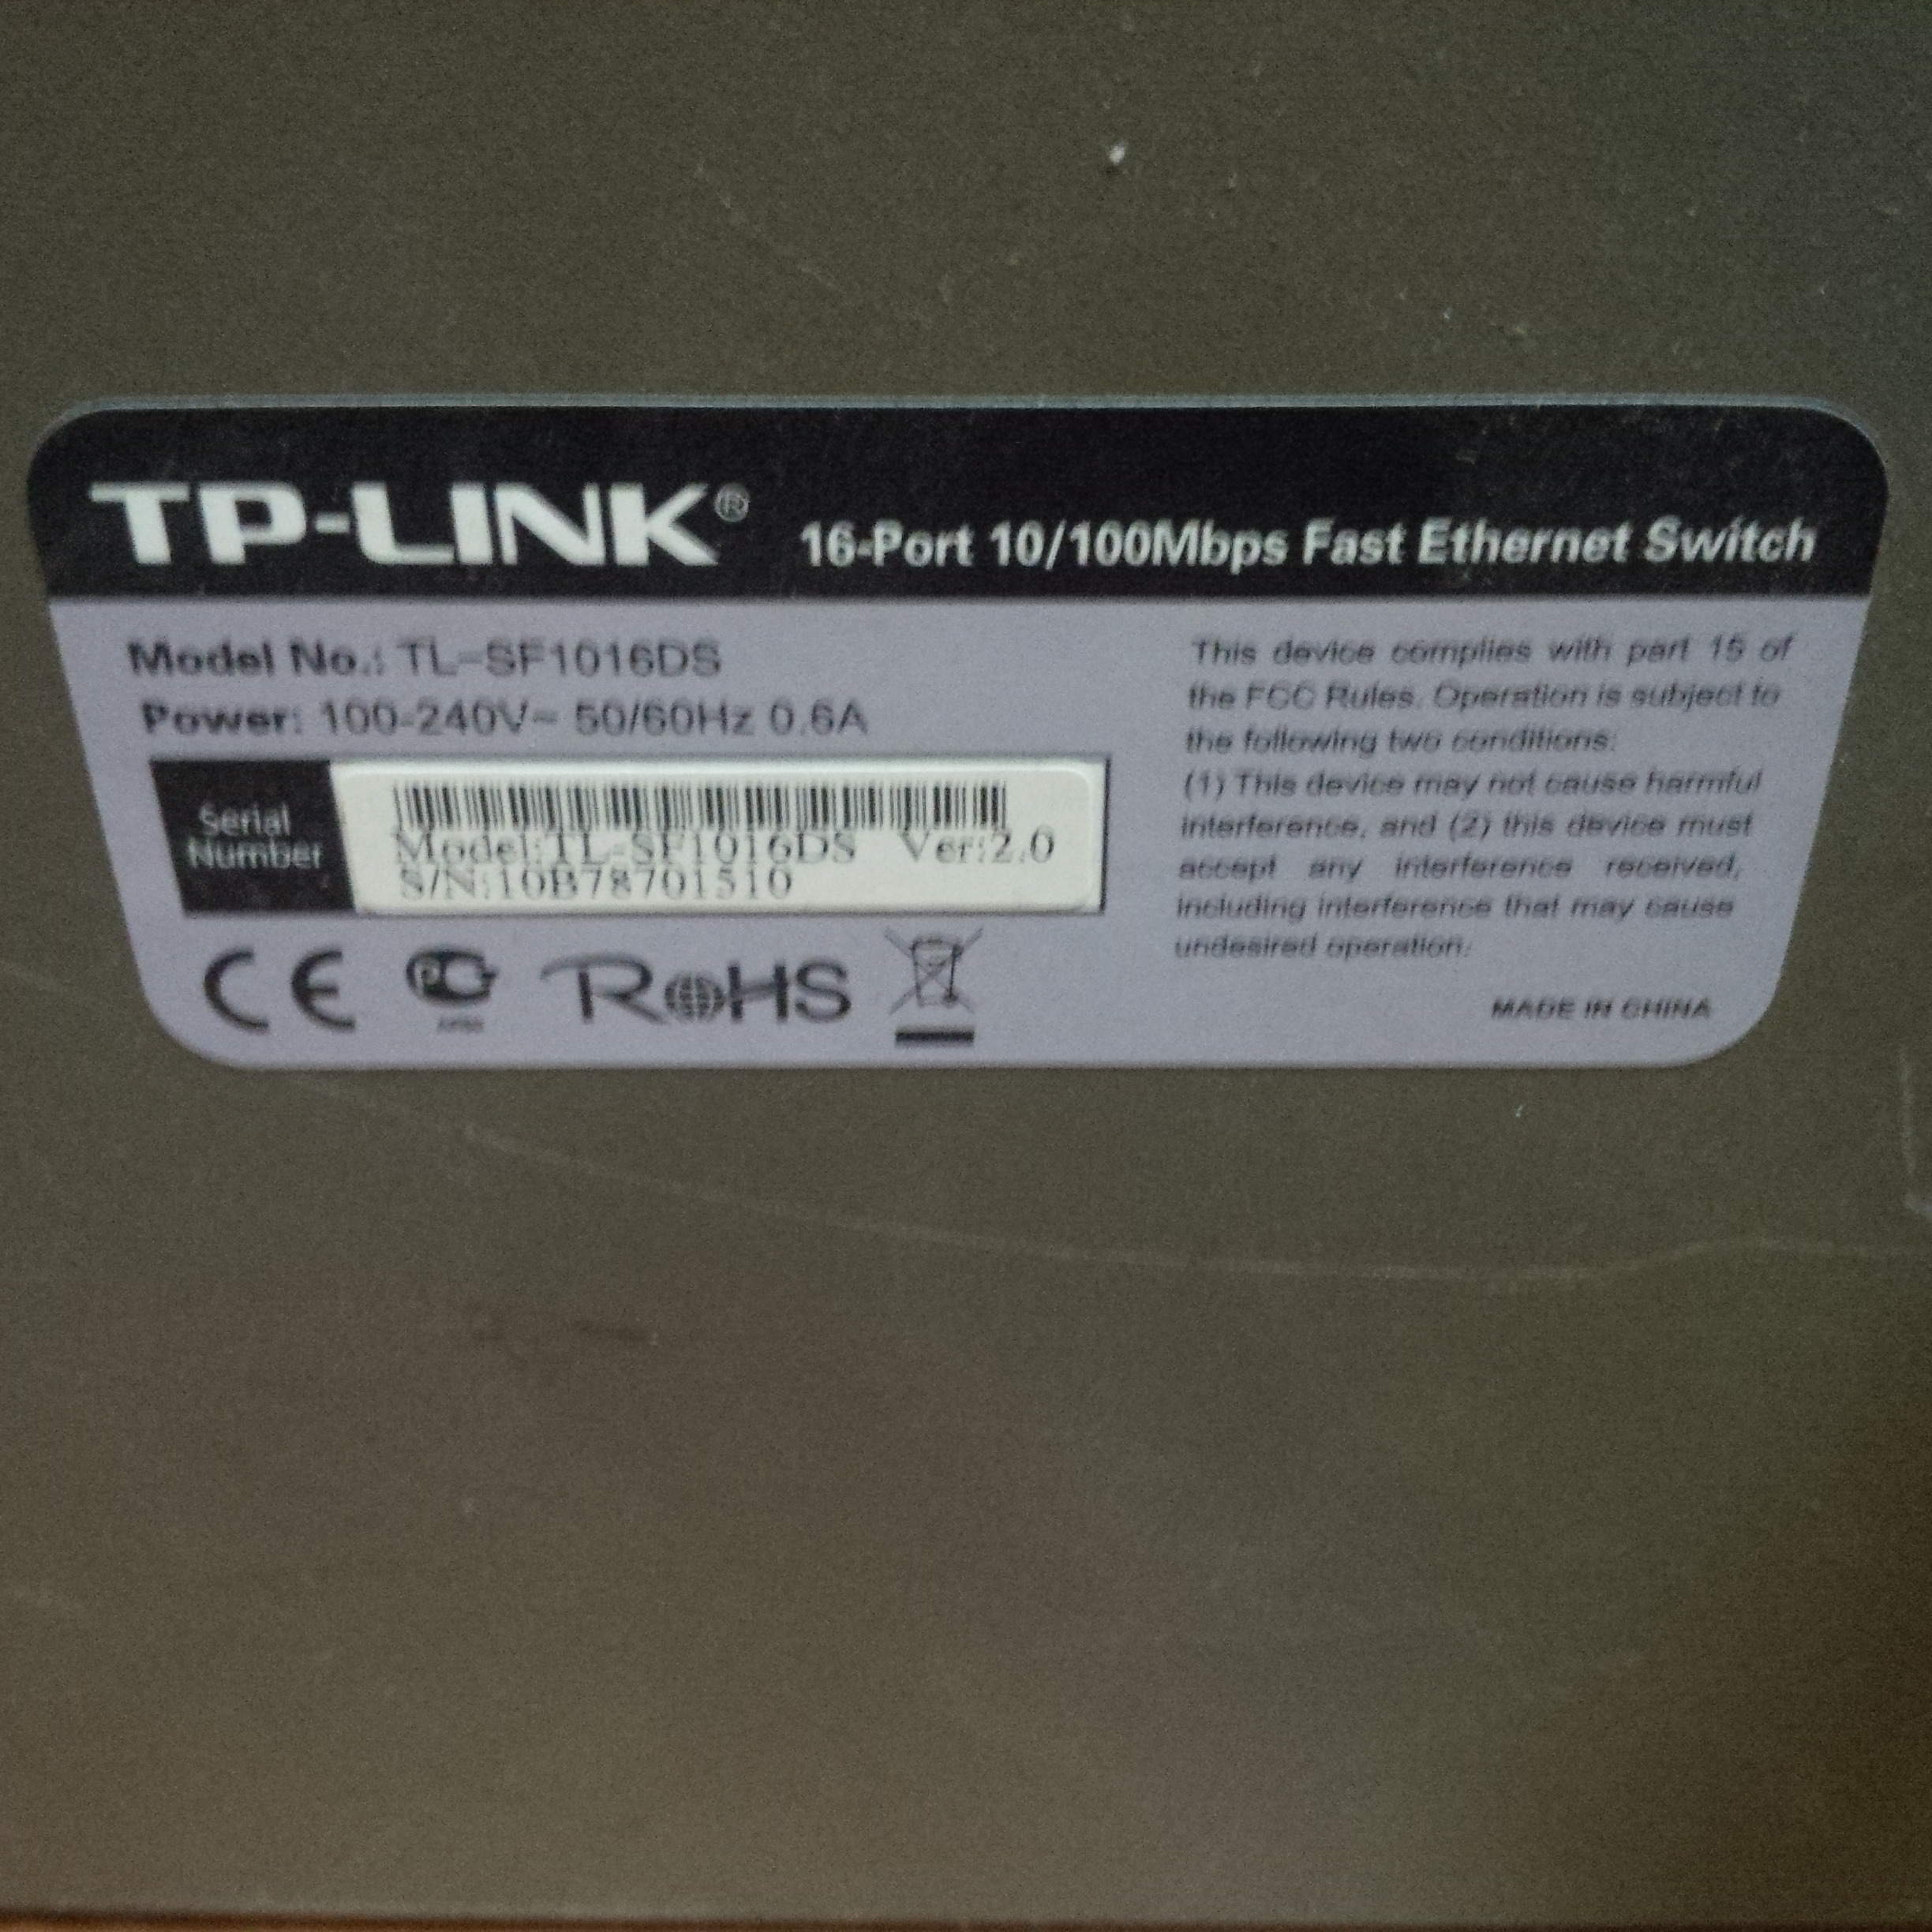 TP-LINK®
16-Port 10/100Mbps Fast Ethernet Switch
Model No.: TL-SF1016DS
Power: 100-240V~ 50/60Hz 0.6A
Serial
Number
Model:TL-SF1016DS Ver:2.0
S/N:10B78701510
CE
RoHS
This device complies with part 15 of
the FCC Rules. Operation is subject to
the following two conditions:
(1) This device may not cause harmful
interference, and (2) this device must
accept any interference received,
including interference that may cause
undesired operation.
MADE IN CHINA